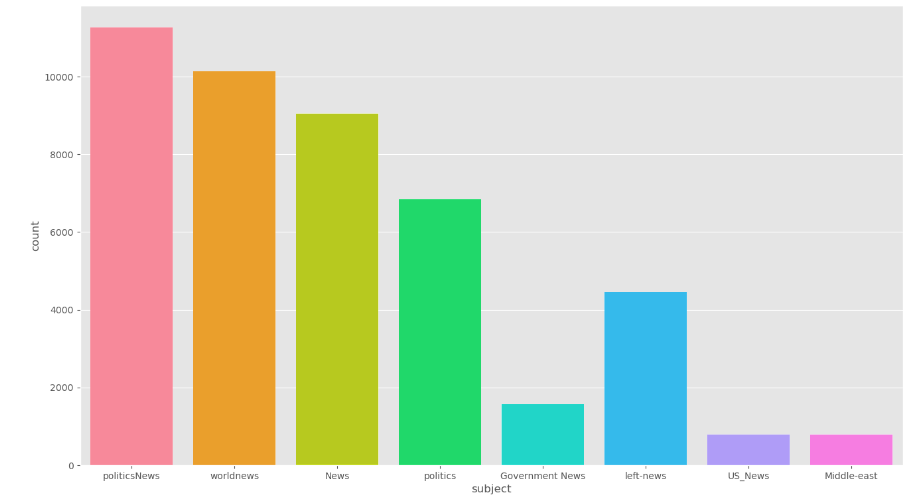 10000
8000
6000
4000
2000
0
count
politicsNews worldnews News politics Government News left-news US_News Middle-east
subject